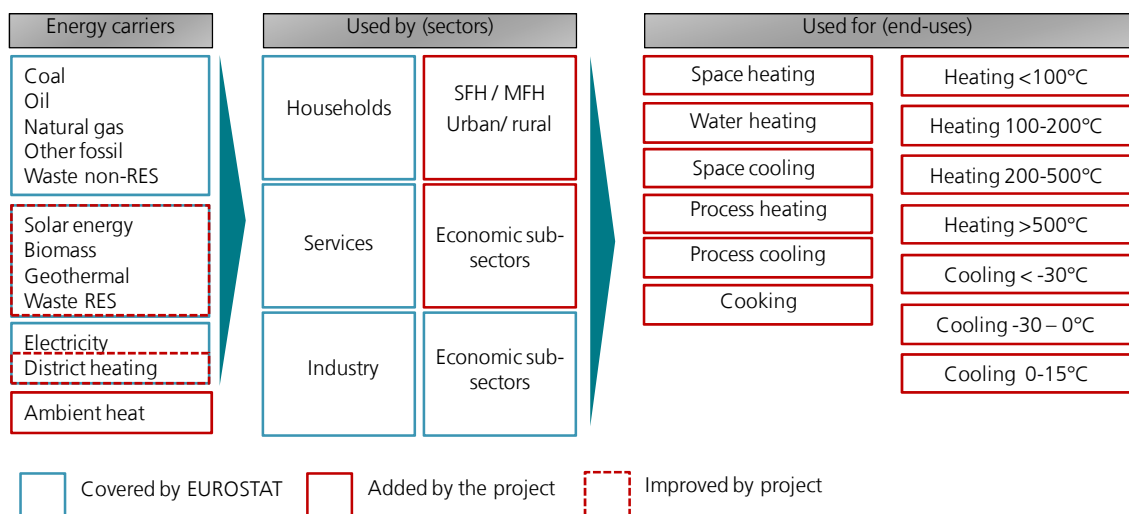 Energy carriers
Used by (sectors)
Used for (end-uses)
Coal
Oil
Natural gas
Other fossil
Waste non-RES
Solar energy
Biomass
Geothermal
Waste RES
Electricity
District heating
Ambient heat
Households
SFH / MFH
Urban/ rural
Services
Economic sub-
sectors
Industry
Economic sub-
sectors
Space heating
Water heating
Space cooling
Process heating
Process cooling
Cooking
Heating <100°C
Heating 100-200°C
Heating 200-500°C
Heating >500°C
Cooling < -30°C
Cooling -30 – 0°C
Cooling 0-15°C
Covered by EUROSTAT
Added by the project
Improved by project